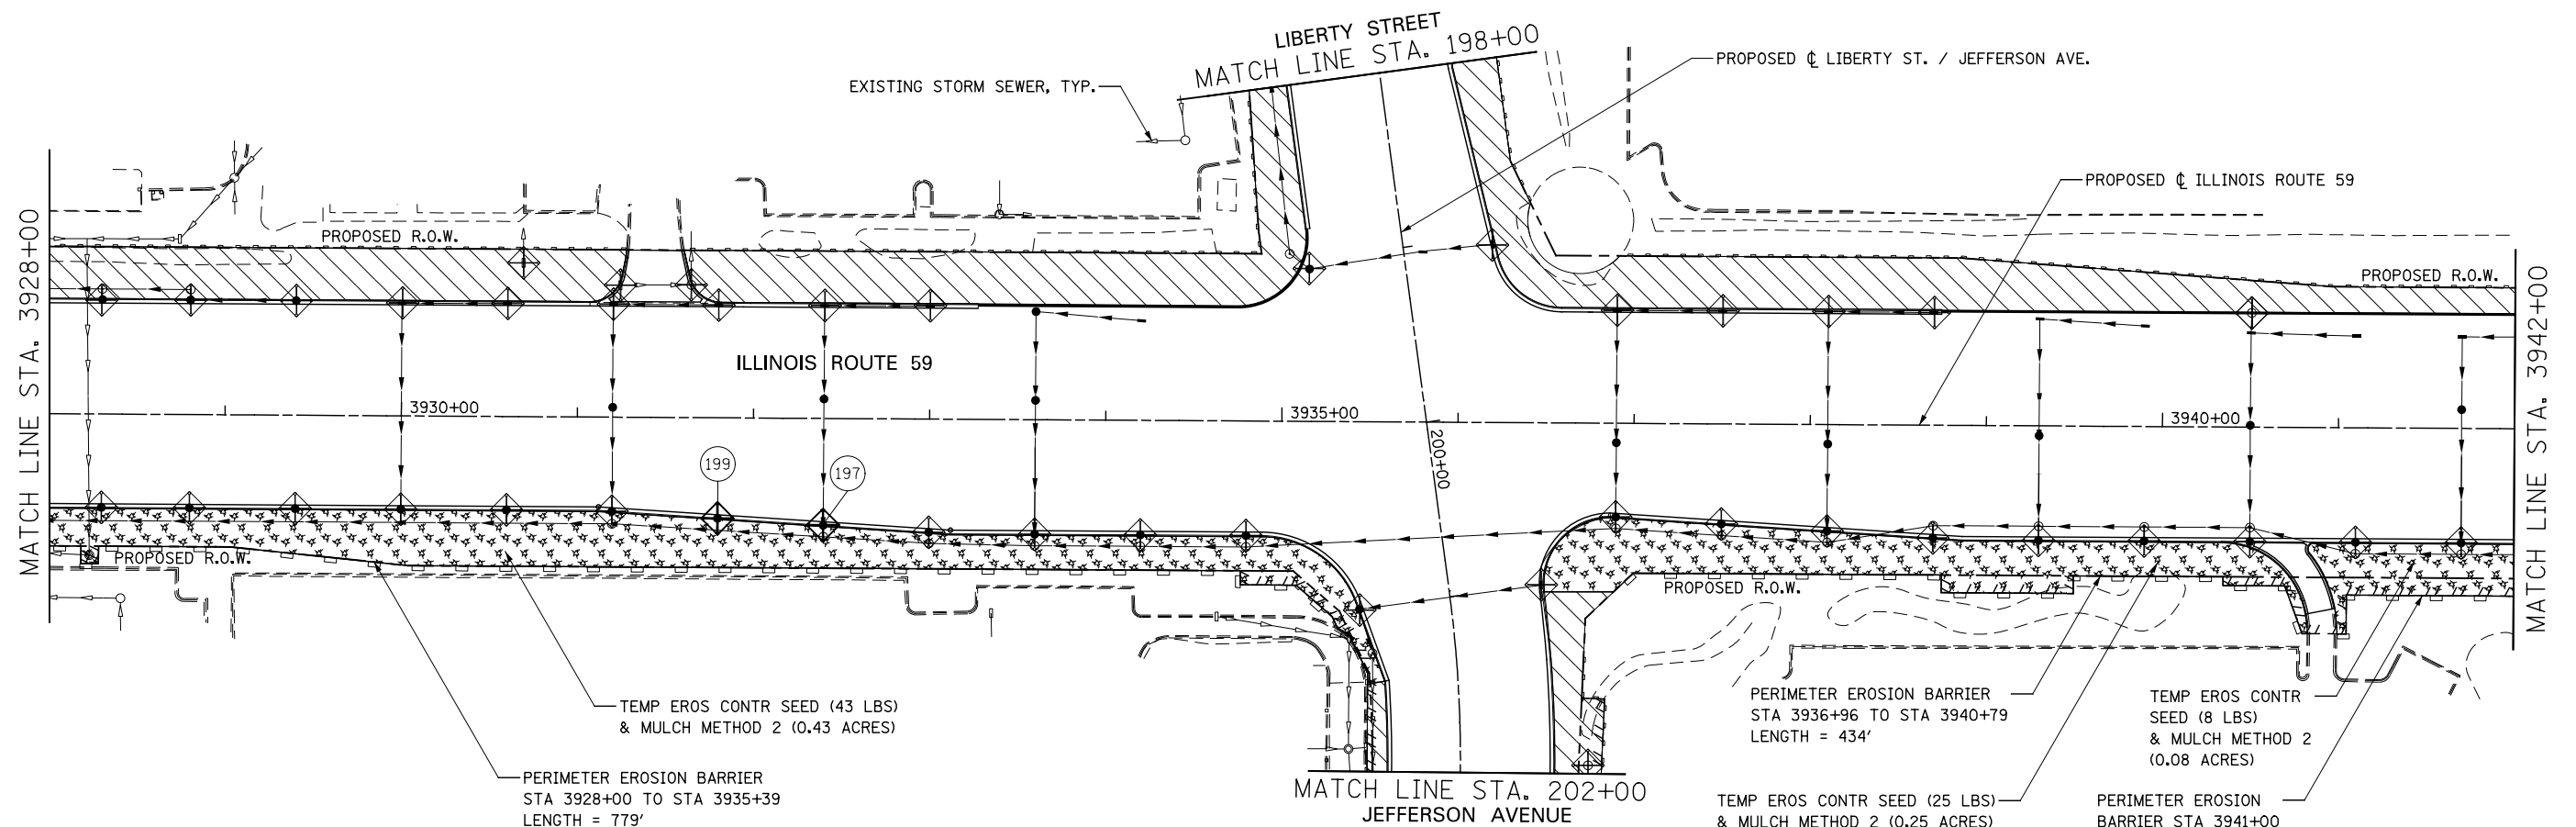 LIBERTY STREET
MATCH LINE STA. 198+00
EXISTING STORM SEWER, TYP.
PROPOSED ℄ LIBERTY ST. / JEFFERSON AVE.
PROPOSED ℄ ILLINOIS ROUTE 59
MATCH LINE STA. 3928+00
PROPOSED R.O.W.
PROPOSED R.O.W.
MATCH LINE STA. 3942+00
ILLINOIS ROUTE 59
3930+00
3935+00
3940+00
200+00
199
197
PROPOSED R.O.W.
PROPOSED R.O.W.
TEMP EROS CONTR SEED (43 LBS)
& MULCH METHOD 2 (0.43 ACRES)
PERIMETER EROSION BARRIER
STA 3928+00 TO STA 3935+39
LENGTH = 779'
PERIMETER EROSION BARRIER
STA 3936+96 TO STA 3940+79
LENGTH = 434'
TEMP EROS CONTR
SEED (8 LBS)
& MULCH METHOD 2
(0.08 ACRES)
MATCH LINE STA. 202+00
JEFFERSON AVENUE
TEMP EROS CONTR SEED (25 LBS)
& MULCH METHOD 2 (0.25 ACRES)
PERIMETER EROSION
BARRIER STA 3941+00